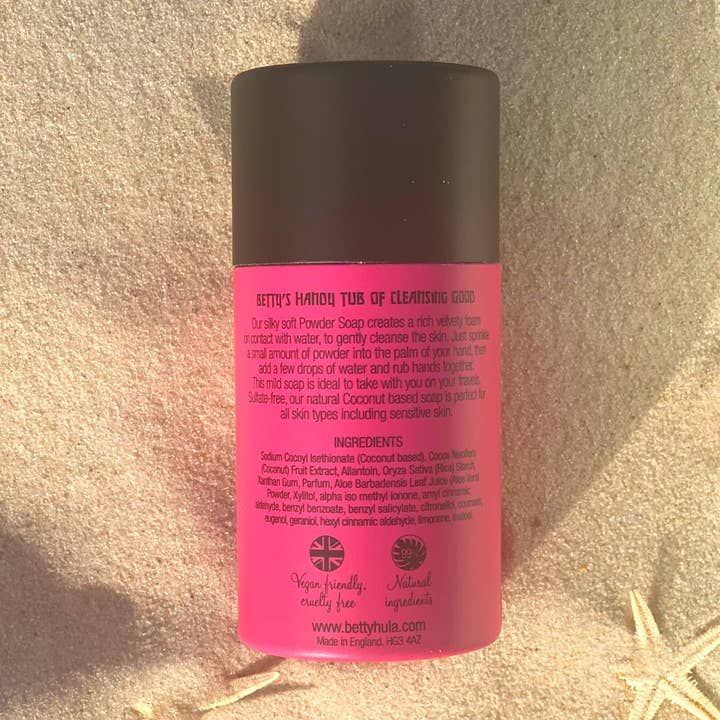 BETTY'S HANDY TUB OF CLEANSING GOOD
Our silky soft Powder Soap creates a rich velvety foam
on contact with water, to gently cleanse the skin. Just sprinkle
a small amount of powder into the palm of your hand, then
add a few drops of water and rub hands together.
This mild soap is ideal to take with you on your travels.
Sulfate-free, our natural Coconut based soap is perfect for
all skin types including sensitive skin.
INGREDIENTS
Sodium Cocoyl Isethionate (Coconut based), Cocos Nucifera
(Coconut) Fruit Extract, Allantoin, Oryza Sativa (Rice) Starch,
Xanthan Gum, Parfum, Aloe Barbadensis Leaf Juice (Aloe Vera)
Powder, Xylitol, alpha iso methyl ionone, amyl cinnamic
aldehyde, benzyl benzoate, benzyl salicylate, citronellol, coumarin,
eugenol, geraniol, hexyl cinnamic aldehyde, limonene, linalool.
99%
Vegan friendly,
cruelty free
Natural
ingredients
www.bettyhula.com
Made in England, HG3 4AZ